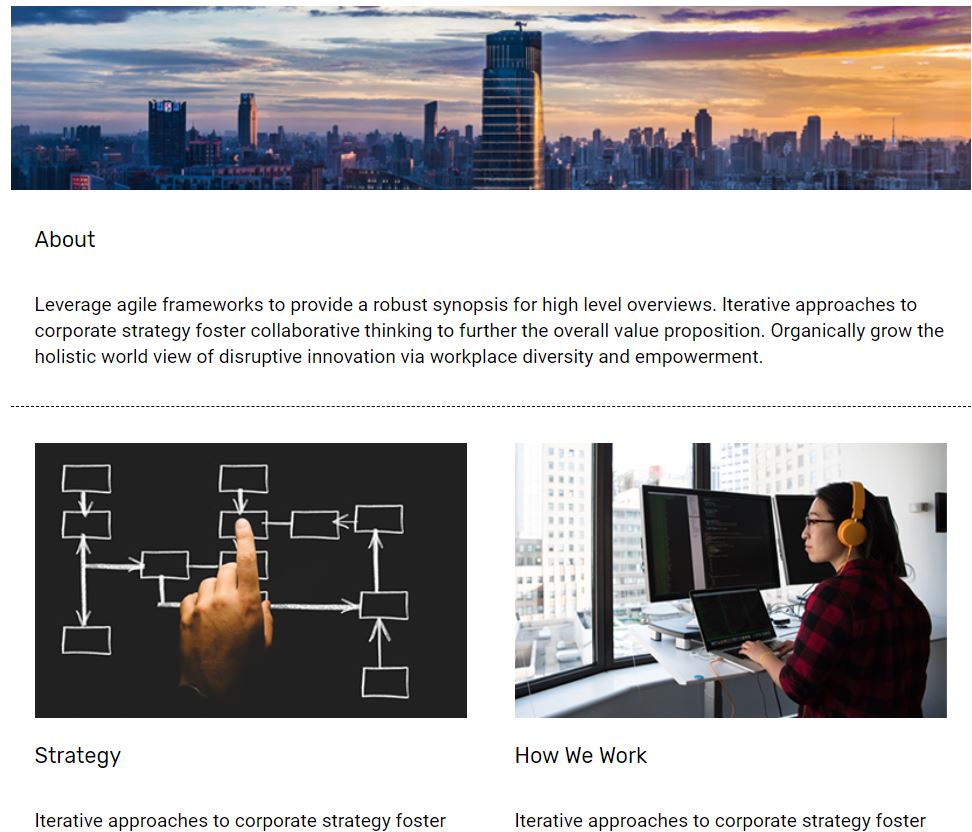 About
Leverage agile frameworks to provide a robust synopsis for high level overviews. Iterative approaches to
corporate strategy foster collaborative thinking to further the overall value proposition. Organically grow the
holistic world view of disruptive innovation via workplace diversity and empowerment.
Strategy
How We Work
Iterative approaches to corporate strategy foster
Iterative approaches to corporate strategy foster